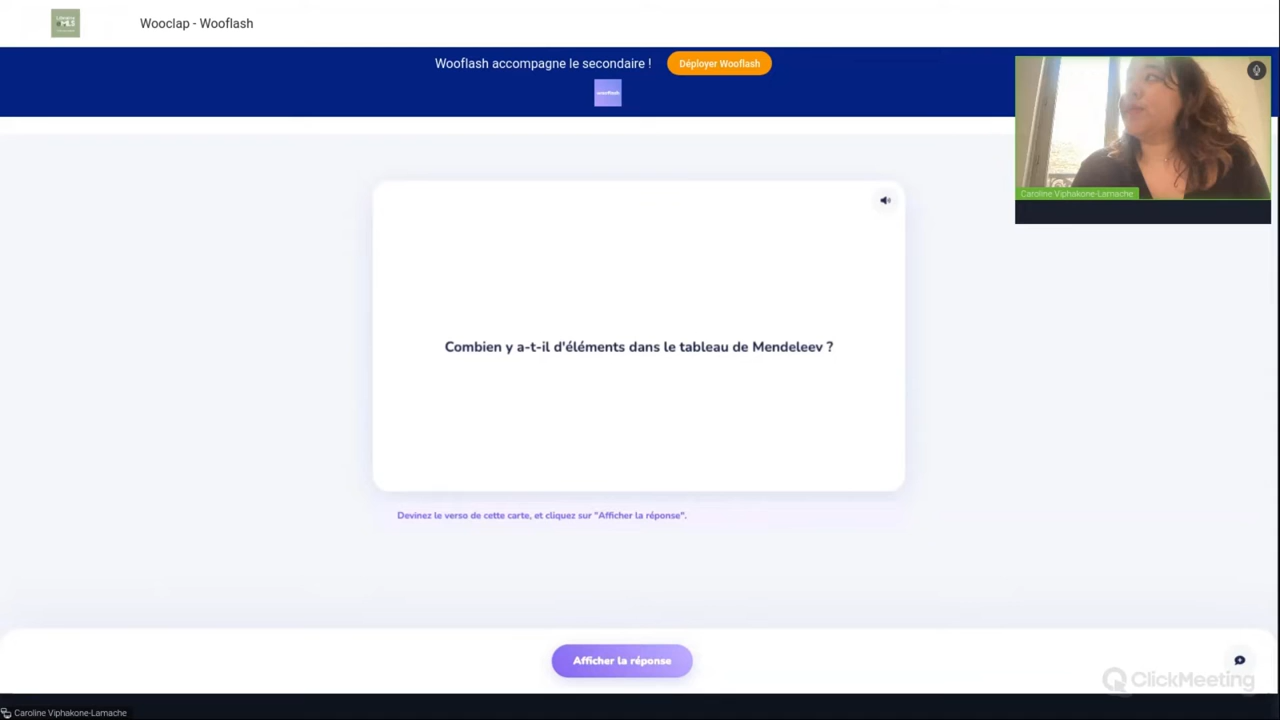 Wooclap - Wooflash
Wooflash accompagne le secondaire !
Déployer Wooflash
wooflash
Caroline Viphakone-Lamache
Combien y a-t-il d'éléments dans le tableau de Mendeleev ?
Devinez le verso de cette carte, et cliquez sur "Afficher la réponse".
Afficher la réponse
ClickMeeting
Caroline Viphakone-Lamache